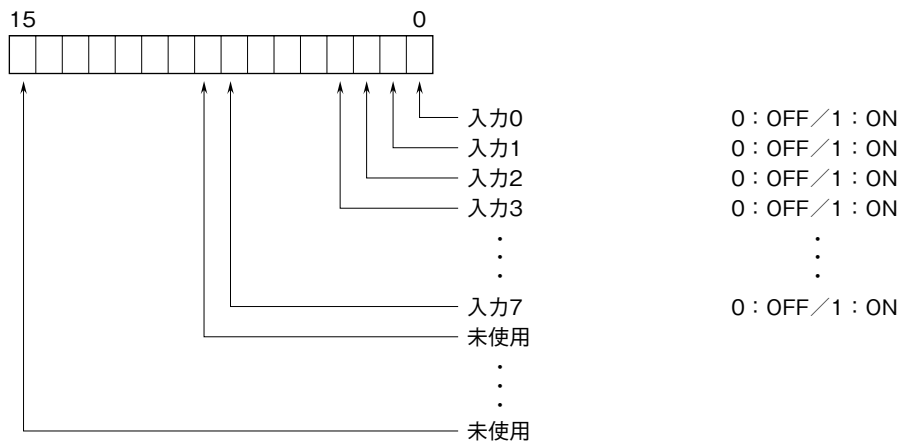 15 0
入力0 0：OFF／1：ON
入力1 0：OFF／1：ON
入力2 0：OFF／1：ON
入力3 0：OFF／1：ON
・ ・
・ ・
・ ・
入力7 0：OFF／1：ON
未使用
・
・
・
未使用